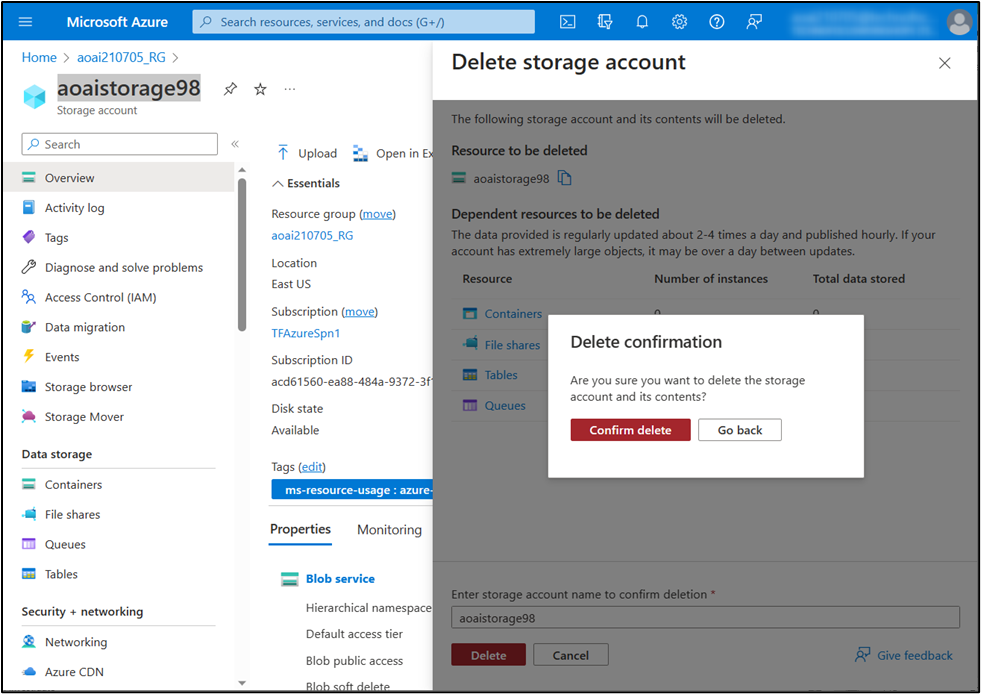 Microsoft Azure
Search resources, services, and docs (G+/)
Home > aoai210705_RG >
aoaistorage98
Storage account
Search
Overview
Activity log
Tags
Diagnose and solve problems
Access Control (IAM)
Data migration
Events
Storage browser
Storage Mover
Data storage
Containers
File shares
Queues
Tables
Security + networking
Networking
Azure CDN
Upload
Open in Ex
Essentials
Resource group (move)
aoai210705_RG
Location
East US
Subscription (move)
TFAzureSpn1
Subscription ID
acd61560-ea88-484a-9372-3f
Disk state
Available
Tags (edit)
ms-resource-usage : azure-
Properties
Monitoring
Blob service
Hierarchical namespace
Default access tier
Blob public access
Blob soft delete
Delete storage account
The following storage account and its contents will be deleted.
Resource to be deleted
aoaistorage98
Dependent resources to be deleted
The data provided is regularly updated about 2-4 times a day and published hourly. If your
account has extremely large objects, it may be over a day between updates.
Resource Number of instances Total data stored
Containers 0 0
File shares
Tables
Queues
Delete confirmation
Are you sure you want to delete the storage
account and its contents?
Confirm delete
Go back
Enter storage account name to confirm deletion *
aoaistorage98
Delete
Cancel
Give feedback